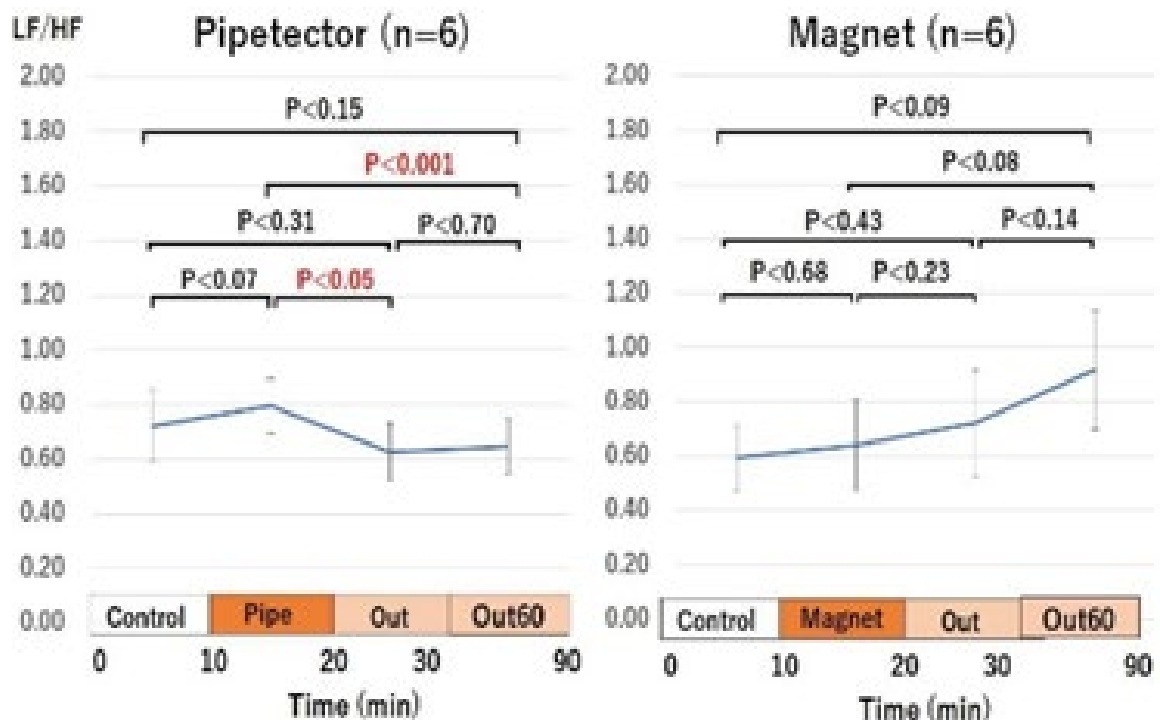 LF/HF
Pipetector (n=6)
2.00
1.80
1.60
1.40
1.20
1.00
0.80
0.60
0.40
0.20
0.00
P<0.15
P<0.001
P<0.31
P<0.70
P<0.07
P<0.05
Control
Pipe
Out
Out60
0
10
20
30
90
Time (min)
Magnet (n=6)
2.00
1.80
1.60
1.40
1.20
1.00
0.80
0.60
0.40
0.20
0.00
P<0.09
P<0.08
P<0.43
P<0.14
P<0.68
P<0.23
Control
Magnet
Out
Out60
0
10
20
30
90
Time (min)